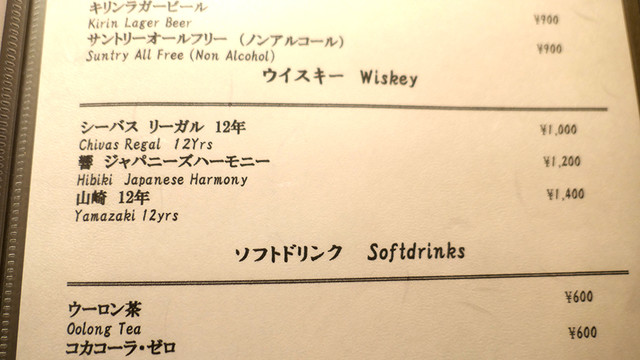 キリンラガービール
Kirin Lager Beer ¥900
サントリーオールフリー (ノンアルコール)
Suntry All Free (Non Alcohol) ¥900
ウイスキー Wiskey
シーバス リーガル 12年 ¥1,000
Chivas Regal 12Yrs
響 ジャパニーズハーモニー ¥1,200
Hibiki Japanese Harmony
山崎 12年 ¥1,400
Yamazaki 12yrs
ソフトドリンク Softdrinks
ウーロン茶 ¥600
Oolong Tea
コカコーラ・ゼロ ¥600